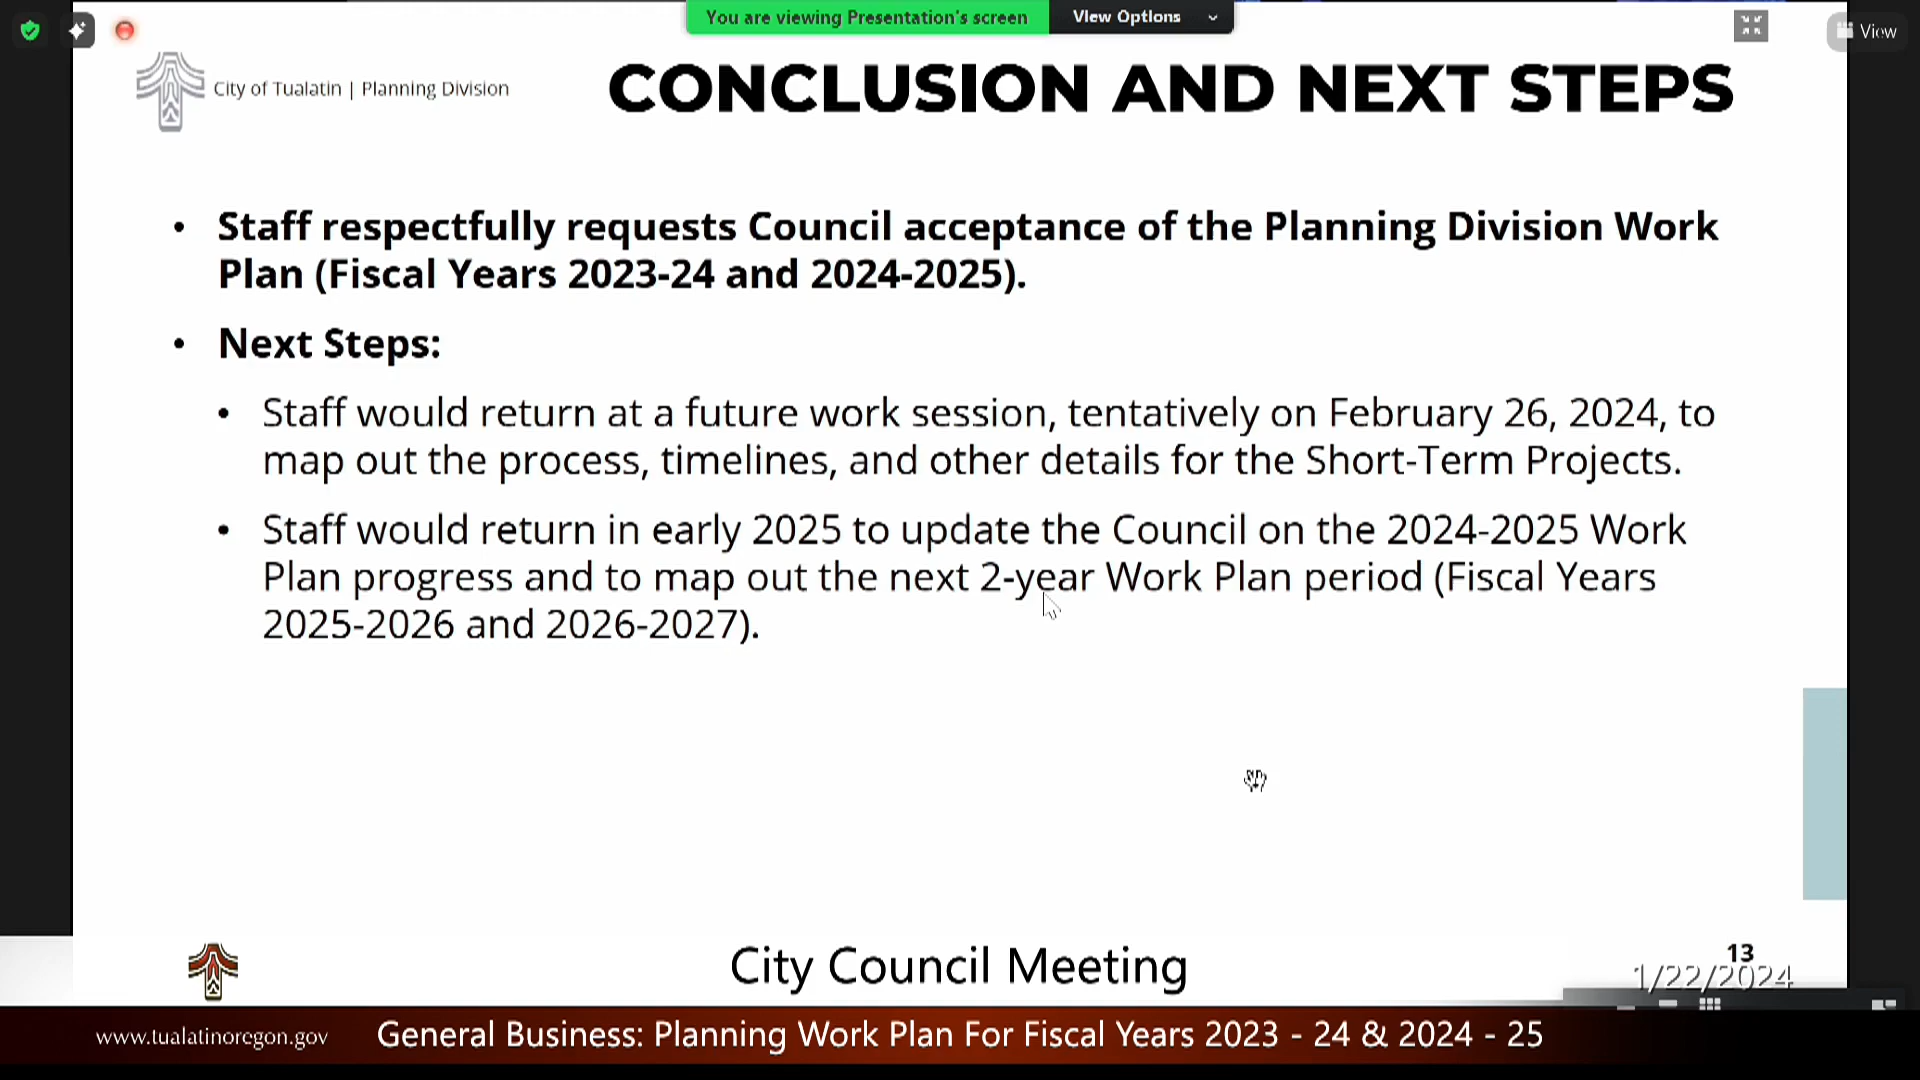 You are viewing Presentation's screen
View Options
View
City of Tualatin | Planning Division
CONCLUSION AND NEXT STEPS
• Staff respectfully requests Council acceptance of the Planning Division Work
Plan (Fiscal Years 2023-24 and 2024-2025).
• Next Steps:
• Staff would return at a future work session, tentatively on February 26, 2024, to
map out the process, timelines, and other details for the Short-Term Projects.
• Staff would return in early 2025 to update the Council on the 2024-2025 Work
Plan progress and to map out the next 2-year Work Plan period (Fiscal Years
2025-2026 and 2026-2027).
City Council Meeting
13
1/22/2024
www.tualatinoregon.gov
General Business: Planning Work Plan For Fiscal Years 2023 - 24 & 2024 - 25